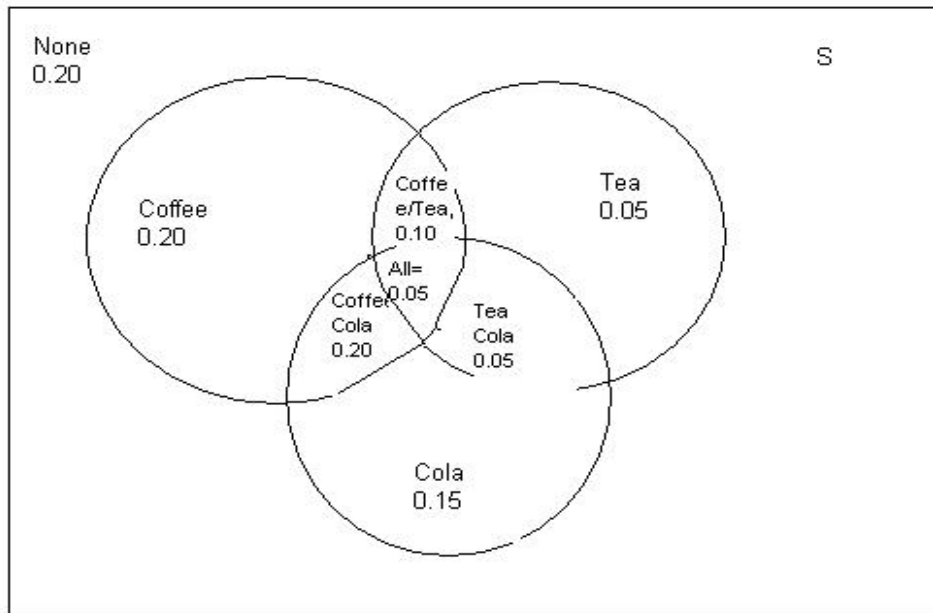 None
0.20
S
Coffee
0.20
Coffe
e/Tea,
0.10
Tea
0.05
All=
0.05
Coffee
Cola
0.20
Tea
Cola
0.05
Cola
0.15